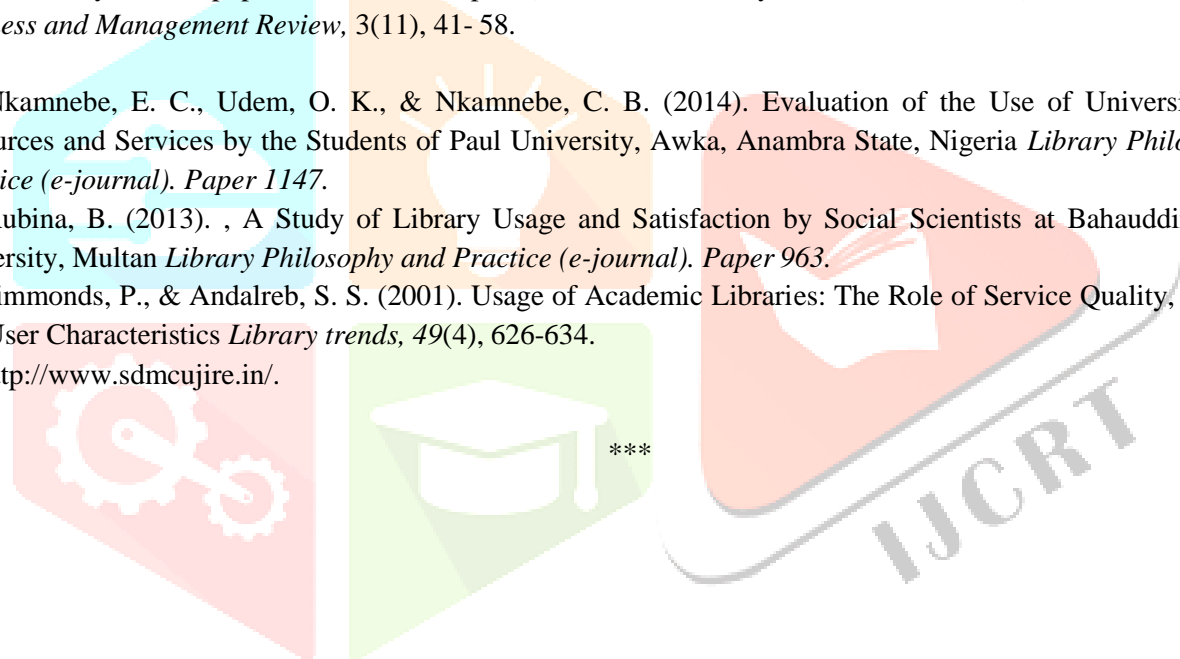 ess and Management Review, 3(11), 41- 58.
Nkamnebe, E. C., Udem, O. K., & Nkamnebe, C. B. (2014). Evaluation of the Use of Universi
urces and Services by the Students of Paul University, Awka, Anambra State, Nigeria Library Philo
ice (e-journal). Paper 1147.
ubina, B. (2013). , A Study of Library Usage and Satisfaction by Social Scientists at Bahauddi
ersity, Multan Library Philosophy and Practice (e-journal). Paper 963.
immonds, P., & Andalreb, S. S. (2001). Usage of Academic Libraries: The Role of Service Quality,
User Characteristics Library trends, 49(4), 626-634.
tp://www.sdmcujire.in/.
***
IJCRT